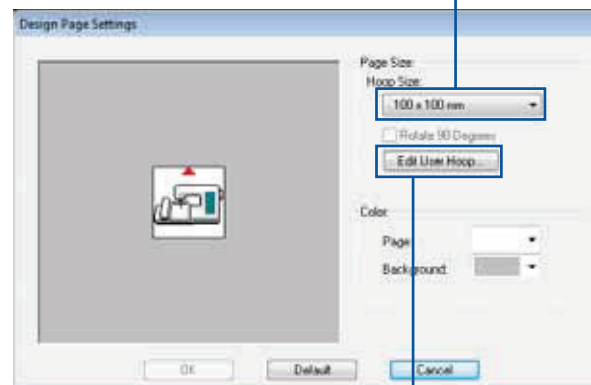 Design Page Settings
Page Size:
Hoop Size:
100 x 100 mm
Rotate 90 Degrees
Edit User Hoop...
Color
Page:
Background:
OK
Default
Cancel